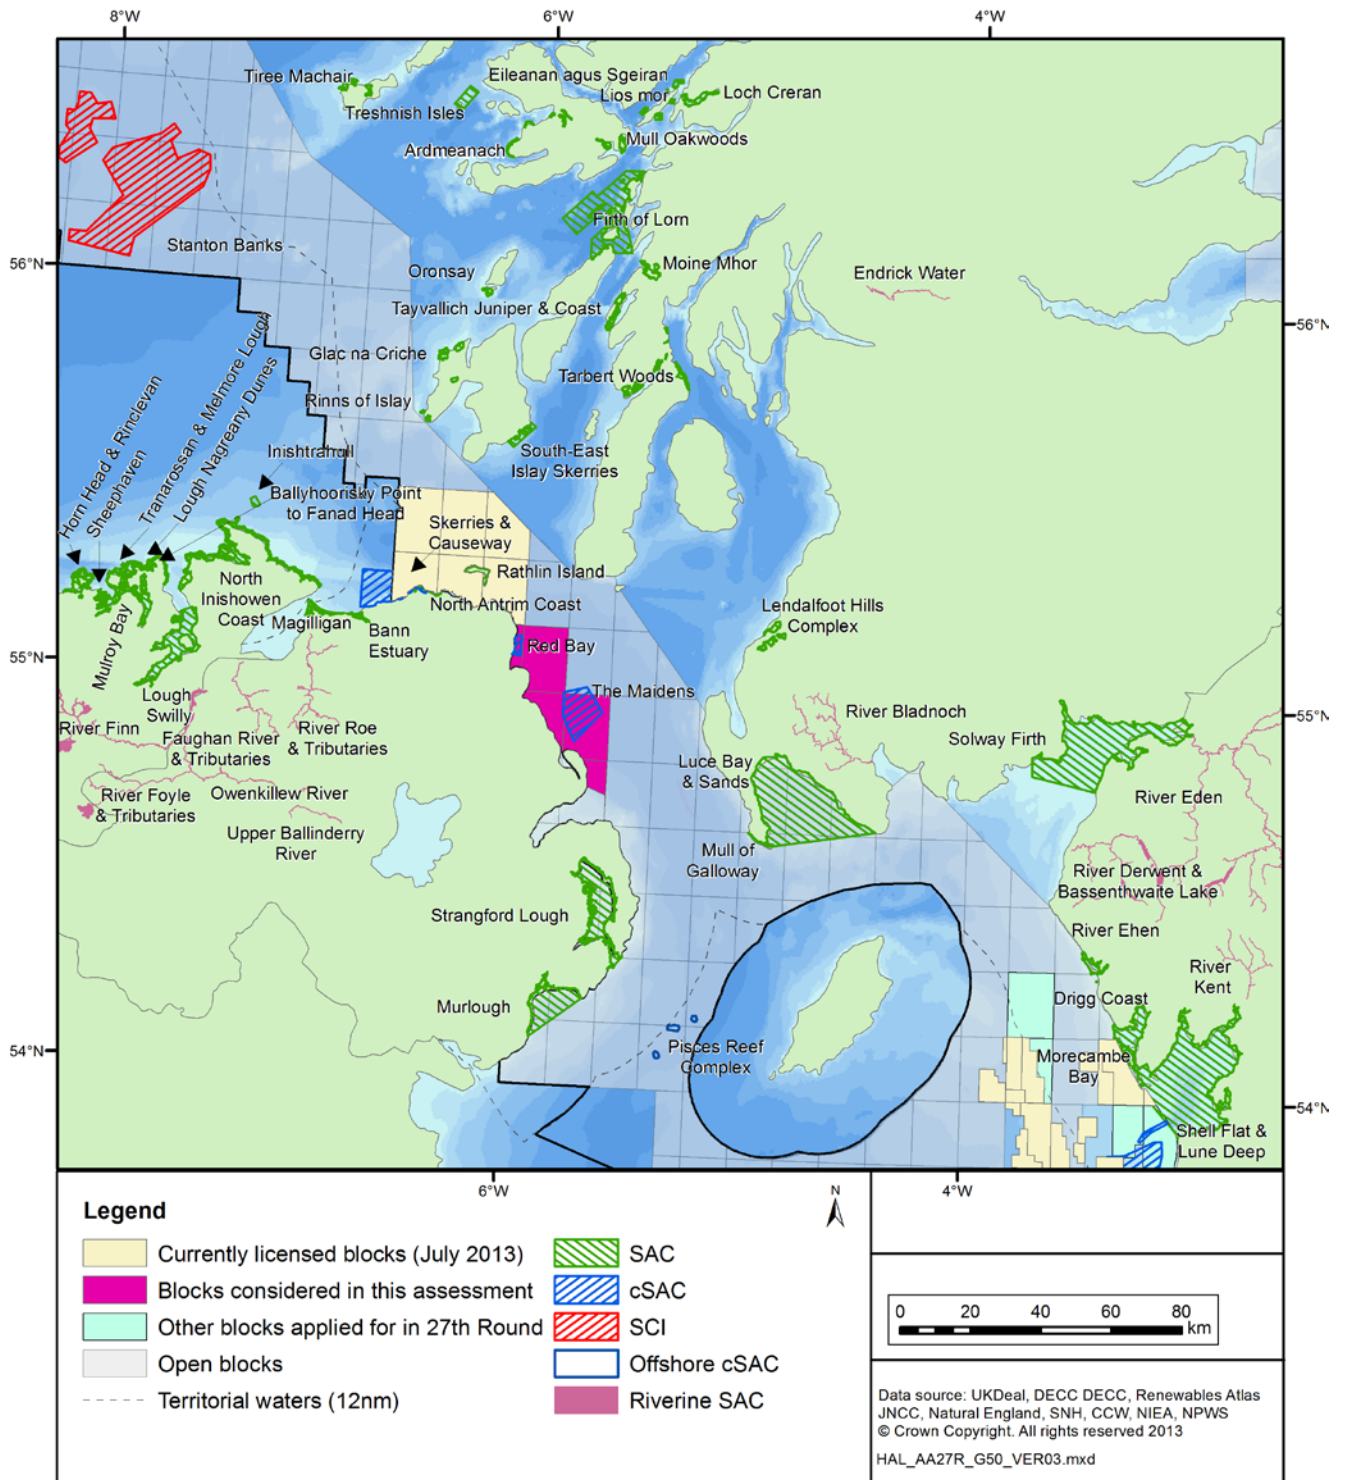 8°W
6°W
4°W
Tiree Machair
Eileanan agus Sgeiran
Lios mor
Loch Creran
Treshnish Isles
Mull Oakwoods
Ardmeanach
Firth of Lorn
Stanton Banks
56°N
Oronsay
Moine Mhor
Endrick Water
Tayvallich Juniper & Coast
56°N
Glac na Criche
Tarbert Woods
Rinns of Islay
Horn Head & Rinclevan
Sheephaven
Tranarossan & Melmore Lough
Lough Nagreany Dunes
Inishtrahull
South-East
Islay Skerries
Ballyhoorisky Point
to Fanad Head
Skerries &
Causeway
Rathlin Island
North
Inishowen
Coast
North Antrim Coast
Magilligan
Bann
Estuary
Lendalfoot Hills
Complex
Mulroy Bay
55°N
Red Bay
The Maidens
Lough
Swilly
River Finn
Faughan River
& Tributaries
River Roe
& Tributaries
River Bladnoch
Solway Firth
55°N
Luce Bay
& Sands
River Foyle
& Tributaries
Owenkillew River
River Eden
Upper Ballinderry
River
Mull of
Galloway
River Derwent &
Bassenthwaite Lake
Strangford Lough
River Ehen
River
Kent
Murlough
Drigg Coast
54°N
Pisces Reef
Complex
Morecambe
Bay
54°N
Shell Flat &
Lune Deep
6°W
4°W
N
Legend
Currently licensed blocks (July 2013)
Blocks considered in this assessment
Other blocks applied for in 27th Round
Open blocks
Territorial waters (12nm)
SAC
cSAC
SCI
Offshore cSAC
Riverine SAC
0 20 40 60 80
km
Data source: UKDeal, DECC DECC, Renewables Atlas
JNCC, Natural England, SNH, CCW, NIEA, NPWS
© Crown Copyright. All rights reserved 2013
HAL_AA27R_G50_VER03.mxd